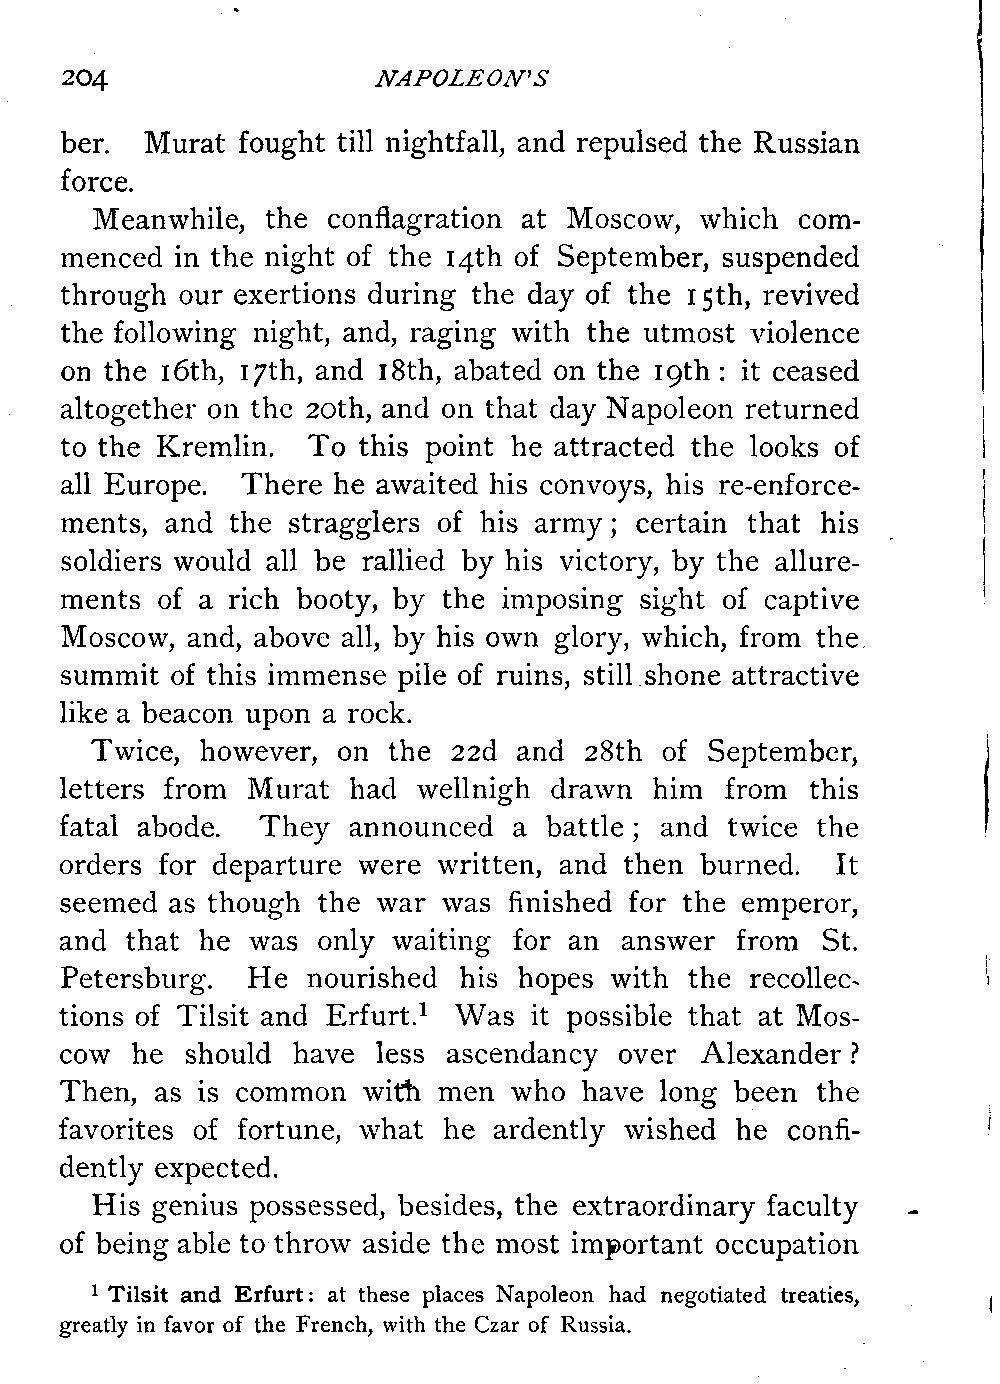 204 NAPOLEON'S
ber. Murat fought till nightfall, and repulsed the Russian
force.
Meanwhile, the conflagration at Moscow, which com-
menced in the night of the 14th of September, suspended
through our exertions during the day of the 15th, revived
the following night, and, raging with the utmost violence
on the 16th, 17th, and 18th, abated on the 19th: it ceased
altogether on the 20th, and on that day Napoleon returned
to the Kremlin. To this point he attracted the looks of
all Europe. There he awaited his convoys, his re-enforce-
ments, and the stragglers of his army; certain that his
soldiers would all be rallied by his victory, by the allure-
ments of a rich booty, by the imposing sight of captive
Moscow, and, above all, by his own glory, which, from the
summit of this immense pile of ruins, still shone attractive
like a beacon upon a rock.
Twice, however, on the 22d and 28th of September,
letters from Murat had wellnigh drawn him from this
fatal abode. They announced a battle; and twice the
orders for departure were written, and then burned. It
seemed as though the war was finished for the emperor,
and that he was only waiting for an answer from St.
Petersburg. He nourished his hopes with the recollec-
tions of Tilsit and Erfurt.¹ Was it possible that at Mos-
cow he should have less ascendancy over Alexander?
Then, as is common with men who have long been the
favorites of fortune, what he ardently wished he confi-
dently expected.
His genius possessed, besides, the extraordinary faculty
of being able to throw aside the most important occupation
¹ Tilsit and Erfurt: at these places Napoleon had negotiated treaties,
greatly in favor of the French, with the Czar of Russia.